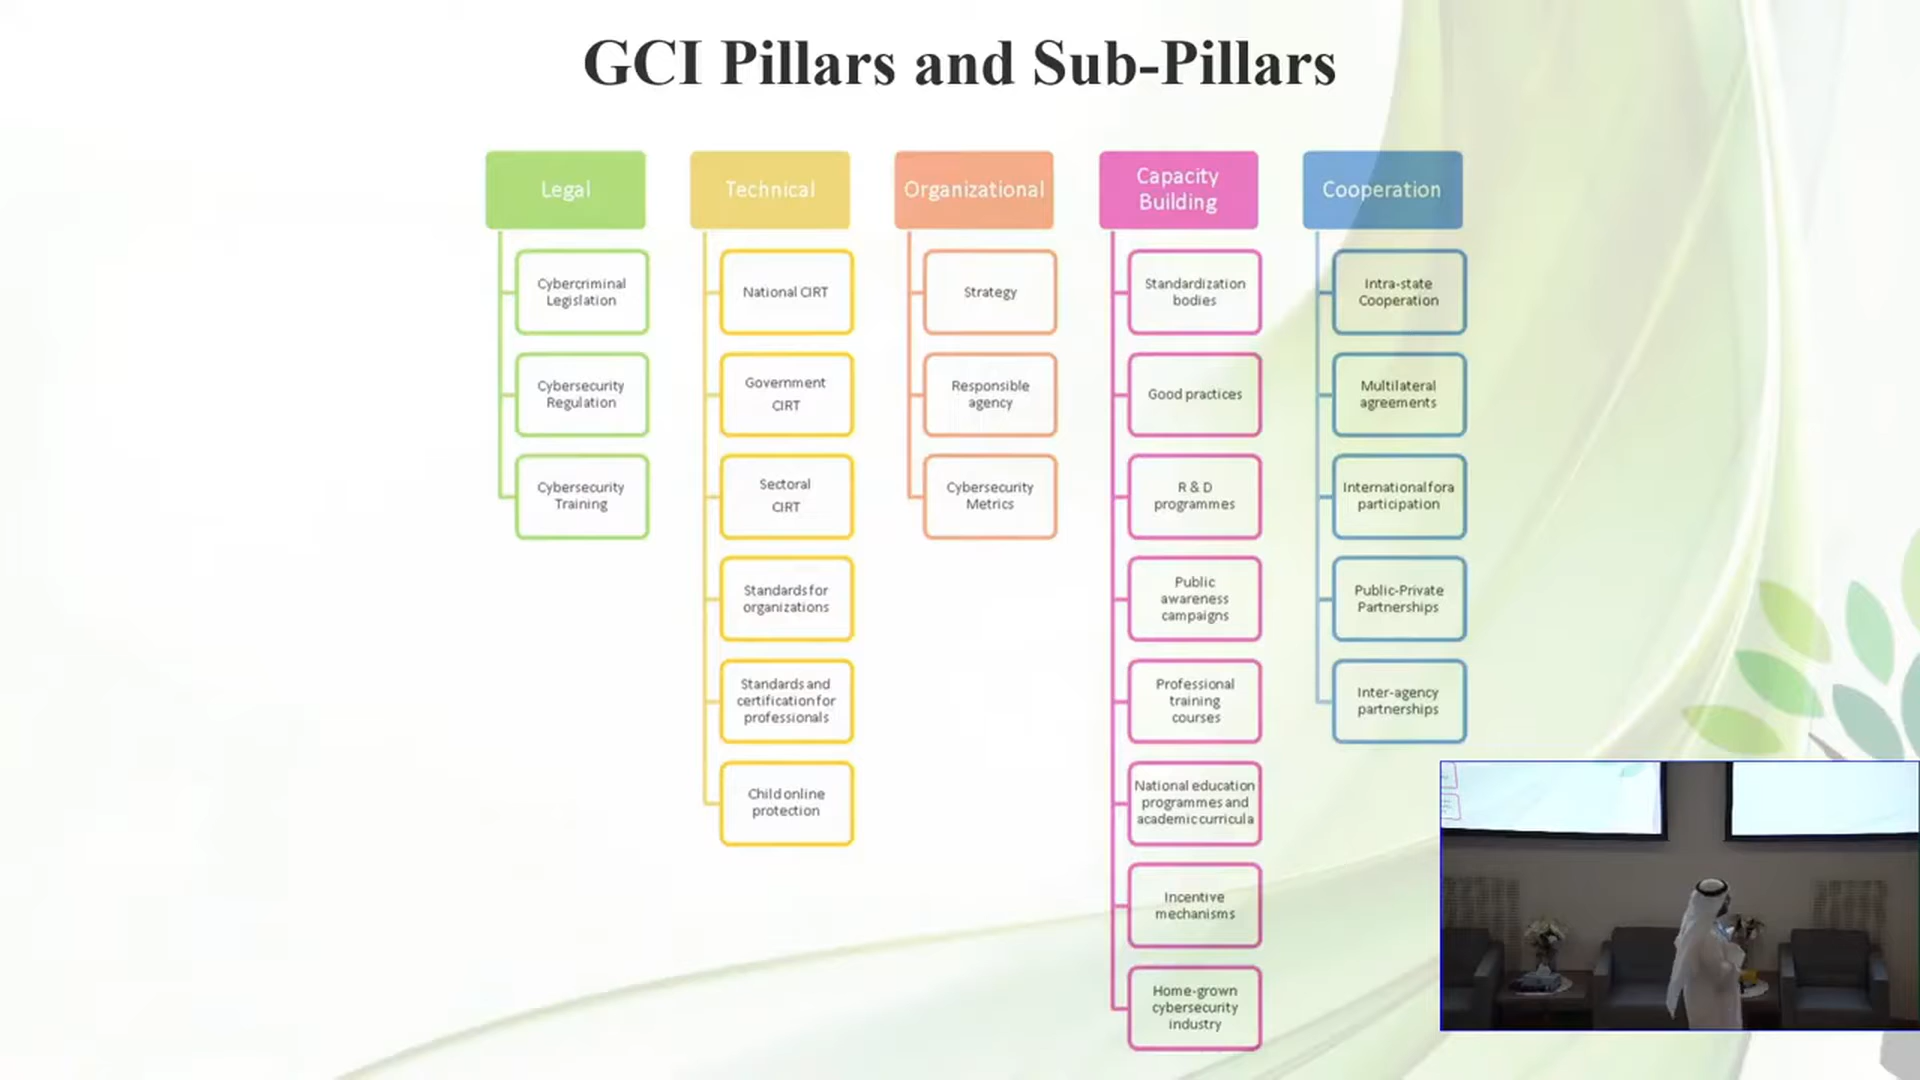 GCI Pillars and Sub-Pillars
Legal
Cybercriminal
Legislation
Cybersecurity
Regulation
Cybersecurity
Training
Technical
National CIRT
Government
CIRT
Sectoral
CIRT
Standards for
organizations
Standards and
certification for
professionals
Child online
protection
Organizational
Strategy
Responsible
agency
Cybersecurity
Metrics
Capacity
Building
Standardization
bodies
Good practices
R & D
programmes
Public
awareness
campaigns
Professional
training
courses
National education
programmes and
academic curricula
Incentive
mechanisms
Home-grown
cybersecurity
industry
Cooperation
Intra-state
Cooperation
Multilateral
agreements
International fora
participation
Public-Private
Partnerships
Inter-agency
partnerships